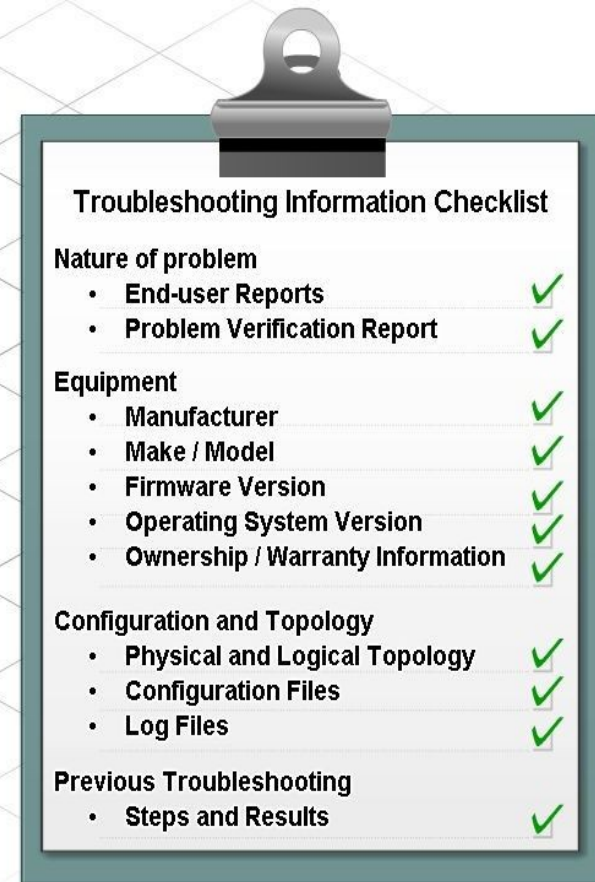 Troubleshooting Information Checklist
Nature of problem
• End-user Reports
• Problem Verification Report
Equipment
• Manufacturer
• Make / Model
• Firmware Version
• Operating System Version
• Ownership / Warranty Information
Configuration and Topology
• Physical and Logical Topology
• Configuration Files
• Log Files
Previous Troubleshooting
• Steps and Results